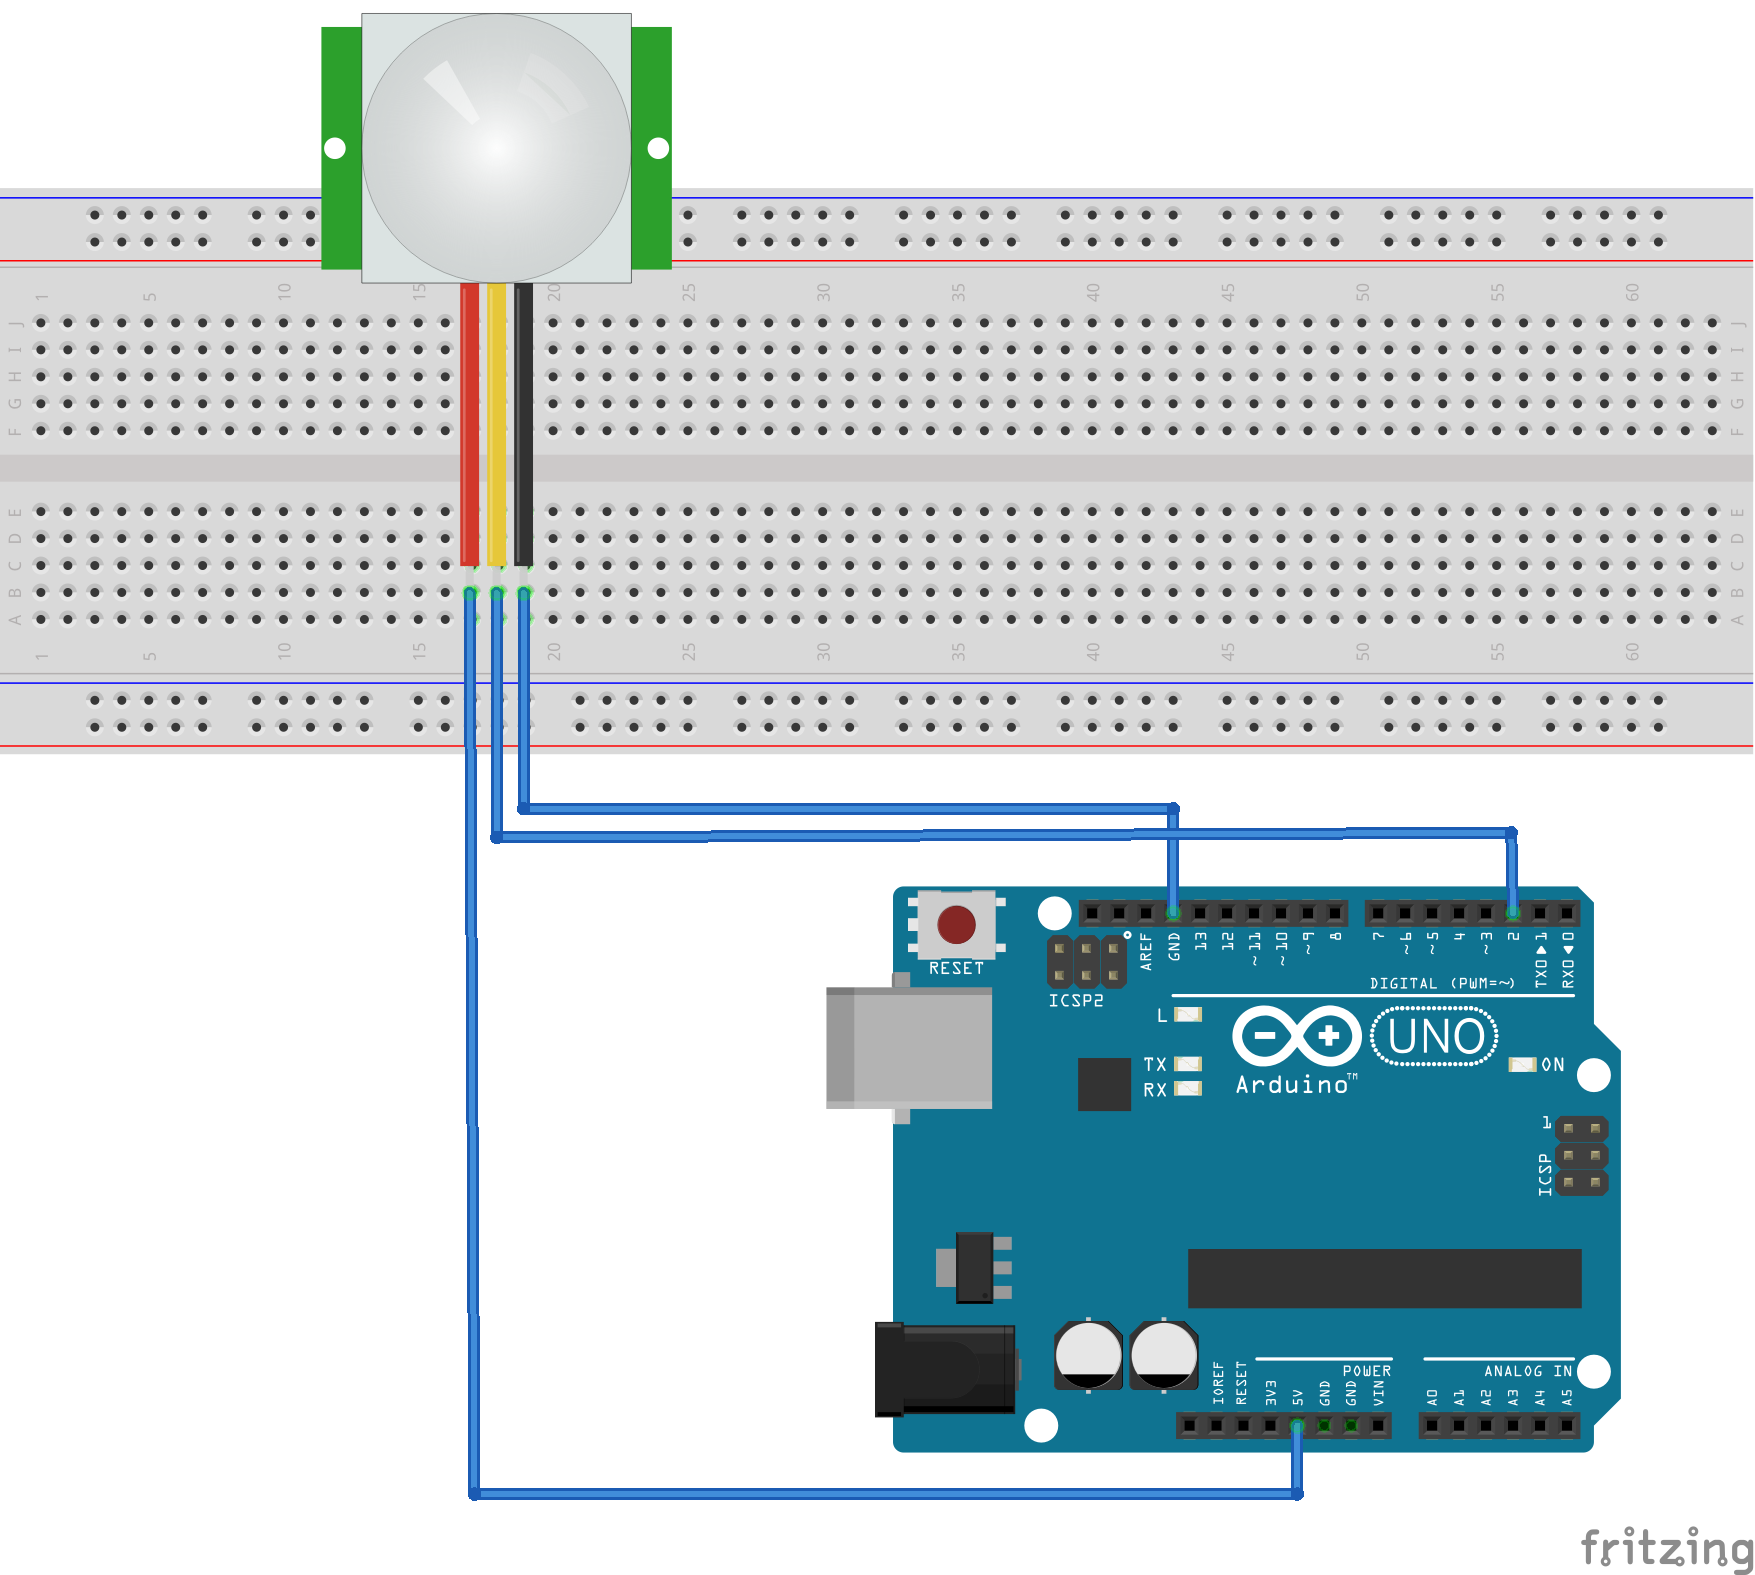 1 5 10 15 20 25 30 35 40 45 50 55 60
J J
I I
H H
G G
F F
E E
D D
C C
B B
A A
1 5 10 15 20 25 30 35 40 45 50 55 60
RESET
ICSP2
AREF GND 13 12 ~11 ~10 ~9 8 7 ~6 ~5 4 ~3 2 TX0▶1 RX0◀0
DIGITAL (PWM=~)
L
TX
RX
UNO
Arduino™
ON
1
ICSP
POWER
ANALOG IN
IOREF RESET 3V3 5V GND GND VIN A0 A1 A2 A3 A4 A5
fritzing